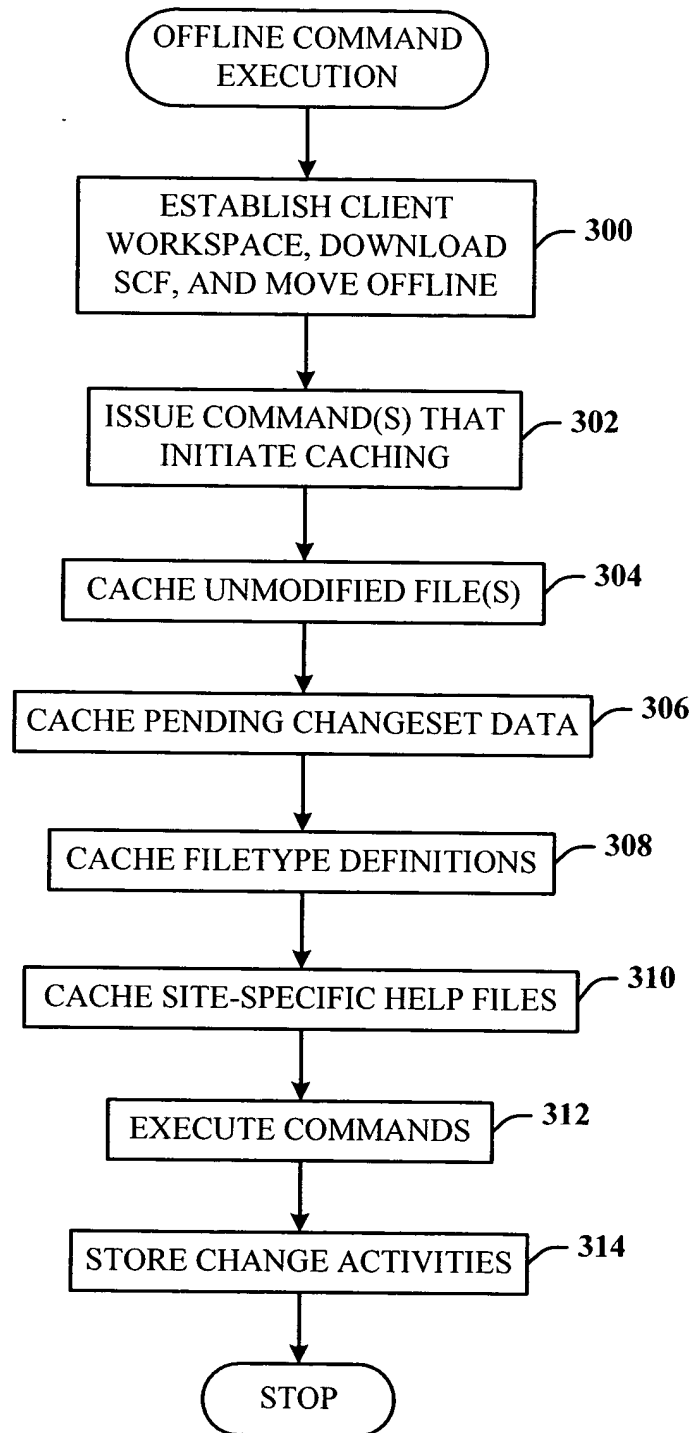 OFFLINE COMMAND
EXECUTION
ESTABLISH CLIENT
WORKSPACE, DOWNLOAD
SCF, AND MOVE OFFLINE
300
ISSUE COMMAND(S) THAT
INITIATE CACHING
302
CACHE UNMODIFIED FILE(S)
304
CACHE PENDING CHANGESET DATA
306
CACHE FILETYPE DEFINITIONS
308
CACHE SITE-SPECIFIC HELP FILES
310
EXECUTE COMMANDS
312
STORE CHANGE ACTIVITIES
314
STOP